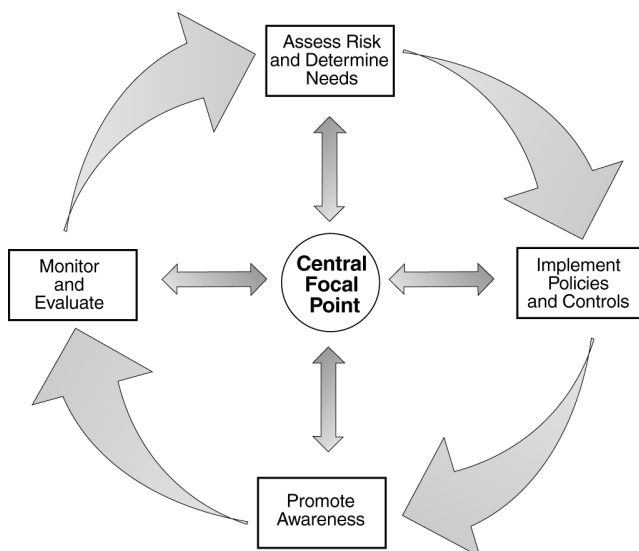 Assess Risk
and Determine
Needs
Monitor
and
Evaluate
Central
Focal
Point
Implement
Policies
and Controls
Promote
Awareness